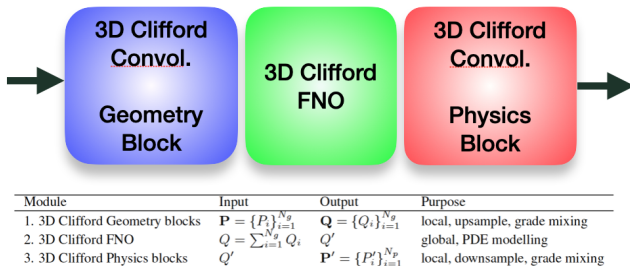 3D Clifford
Convol.
Geometry
Block
3D Clifford
FNO
3D Clifford
Convol.
Physics
Block
Module Input Output Purpose
1. 3D Clifford Geometry blocks P = {P_i}_{i=1}^{N_g} Q = {Q_i}_{i=1}^{N_g} local, upsample, grade mixing
2. 3D Clifford FNO Q = ∑_{i=1}^{N_g} Q_i Q′ global, PDE modelling
3. 3D Clifford Physics blocks Q′ P′ = {P′_i}_{i=1}^{N_p} local, downsample, grade mixing